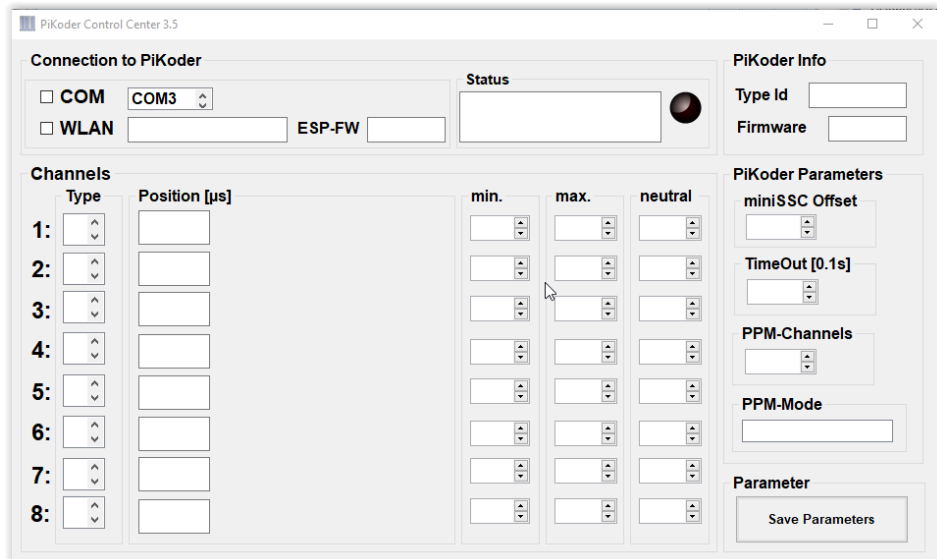 PiKoder Control Center 3.5
Connection to PiKoder
COM
COM3
WLAN
ESP-FW
Status
PiKoder Info
Type Id
Firmware
Channels
Type
Position [µs]
min.
max.
neutral
1:
2:
3:
4:
5:
6:
7:
8:
PiKoder Parameters
miniSSC Offset
TimeOut [0.1s]
PPM-Channels
PPM-Mode
Parameter
Save Parameters